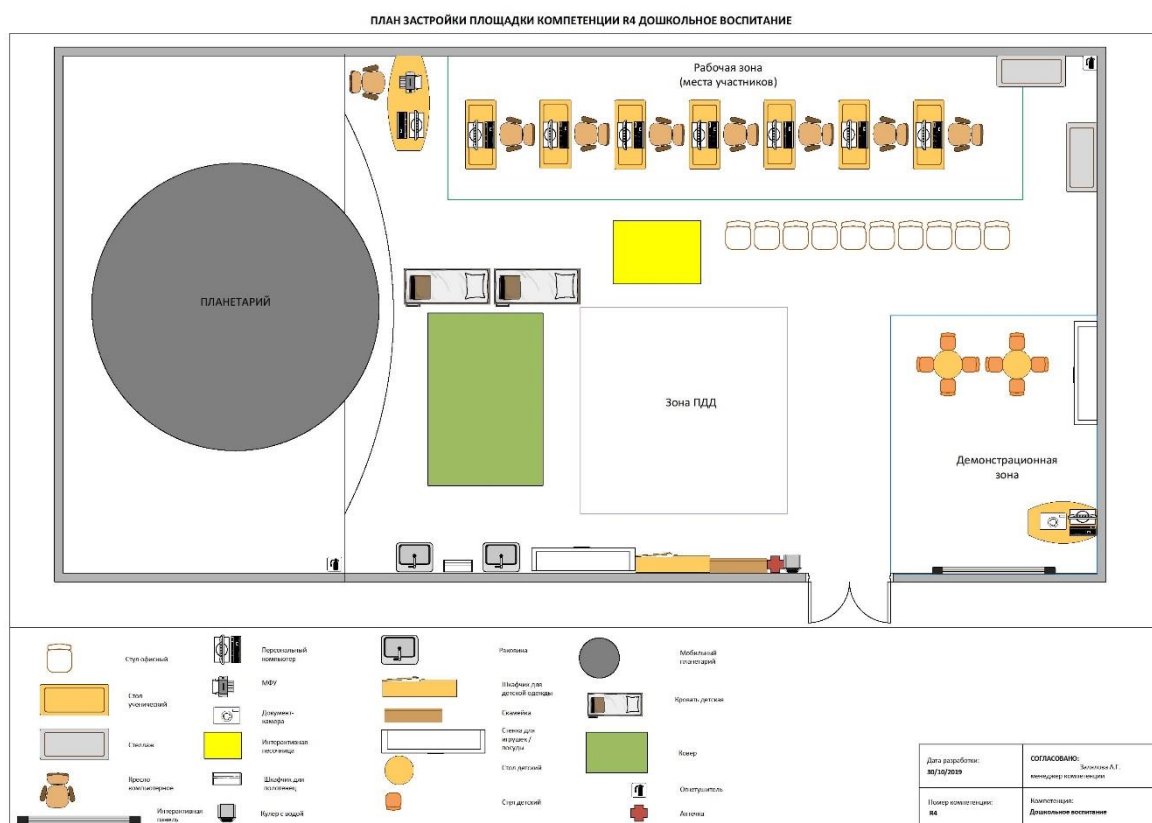 ПЛАН ЗАСТРОЙКИ ПЛОЩАДКИ КОМПЕТЕНЦИИ R4 ДОШКОЛЬНОЕ ВОСПИТАНИЕ
Рабочая зона
(места участников)
ПЛАНЕТАРИЙ
Зона ПДД
Демонстрационная
зона
Стул офисный
Стол
ученический
Стеллаж
Кресло
компьютерное
Интерактивная
панель
Персональный
компьютер
МФУ
Документ-
камера
Интерактивная
песочница
Шкафчик для
полотенец
Кулер с водой
Раковина
Шкафчик для
детской одежды
Скамейка
Стенка для
игрушек /
посуды
Стол детский
Стул детский
Мобильный
планетарий
Кровать детская
Ковер
Огнетушитель
Аптечка
Дата разработки:
30/10/2019
СОГЛАСОВАНО:
А.Г.
менеджер компетенции
Номер компетенции:
R4
Компетенция:
Дошкольное воспитание